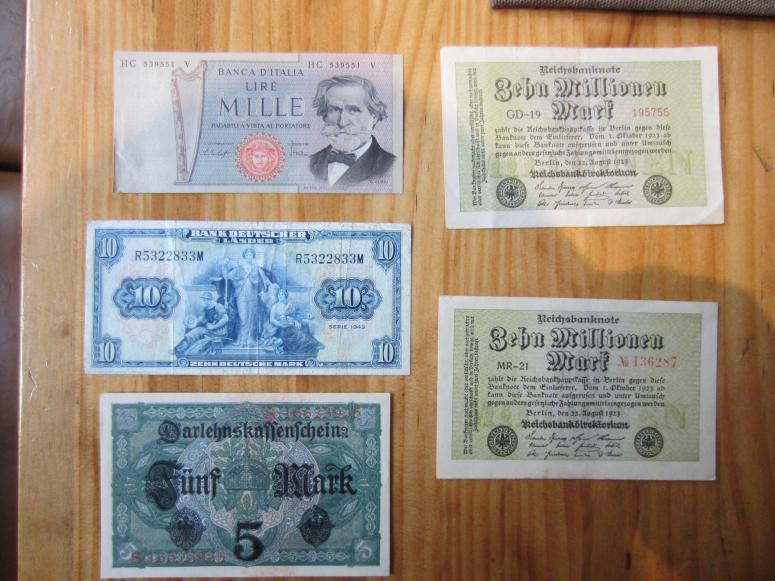 HC 539551 V
HC 539551 V
BANCA D'ITALIA
LIRE
MILLE
PAGABILI A VISTA AL PORTATORE
BANK DEUTSCHER
LÄNDER
10
10
R5322833M
R5322833M
10
10
SERIE 1949
10
10
ZEHN DEUTSCHE MARK
Darlehnskassenschein
Fünf Mark
5
Reichsbanknote
Zehn Millionen
Mark
GD-19
195755
zahlt die Reichsbankhauptkasse in Berlin gegen diese
Banknote dem Einlieferer. Vom 1. Oktober 1923 ab
kann diese Banknote aufgerufen und unter Umtausch
gegen andere gesetzliche Zahlungsmittel eingezogen werden
Berlin, den 22. August 1923
Reichsbankdirektorium
Reichsbanknote
Zehn Millionen
Mark
MR-21
№ 136287
zahlt die Reichsbankhauptkasse in Berlin gegen diese
Banknote dem Einlieferer. Vom 1. Oktober 1923 ab
kann diese Banknote aufgerufen und unter Umtausch
gegen andere gesetzliche Zahlungsmittel eingezogen werden
Berlin, den 22. August 1923
Reichsbankdirektorium